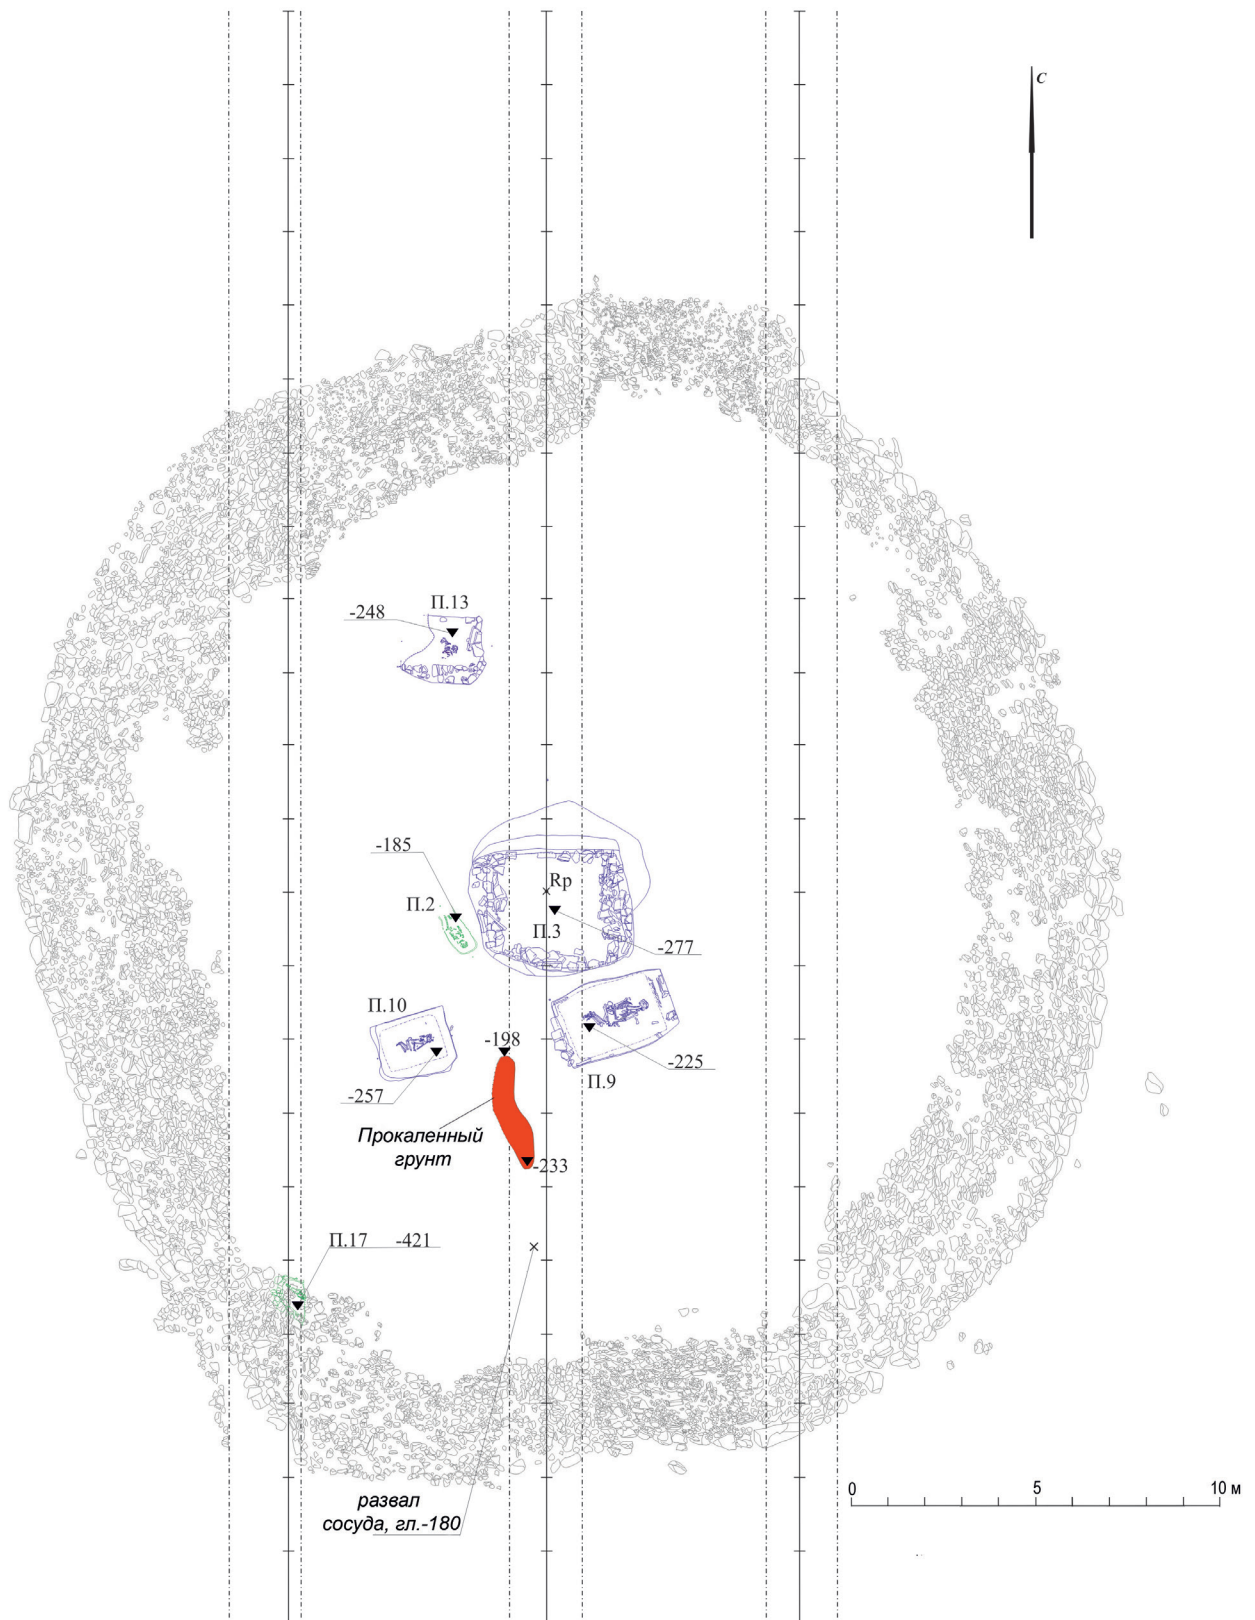 С
П.13
-248
-185
Rp
П.2
П.3
-277
П.10
-198
-225
П.9
-257
Прокаленный
грунт
-233
П.17 -421
0 5 10 м
развал
сосуда, гл.-180